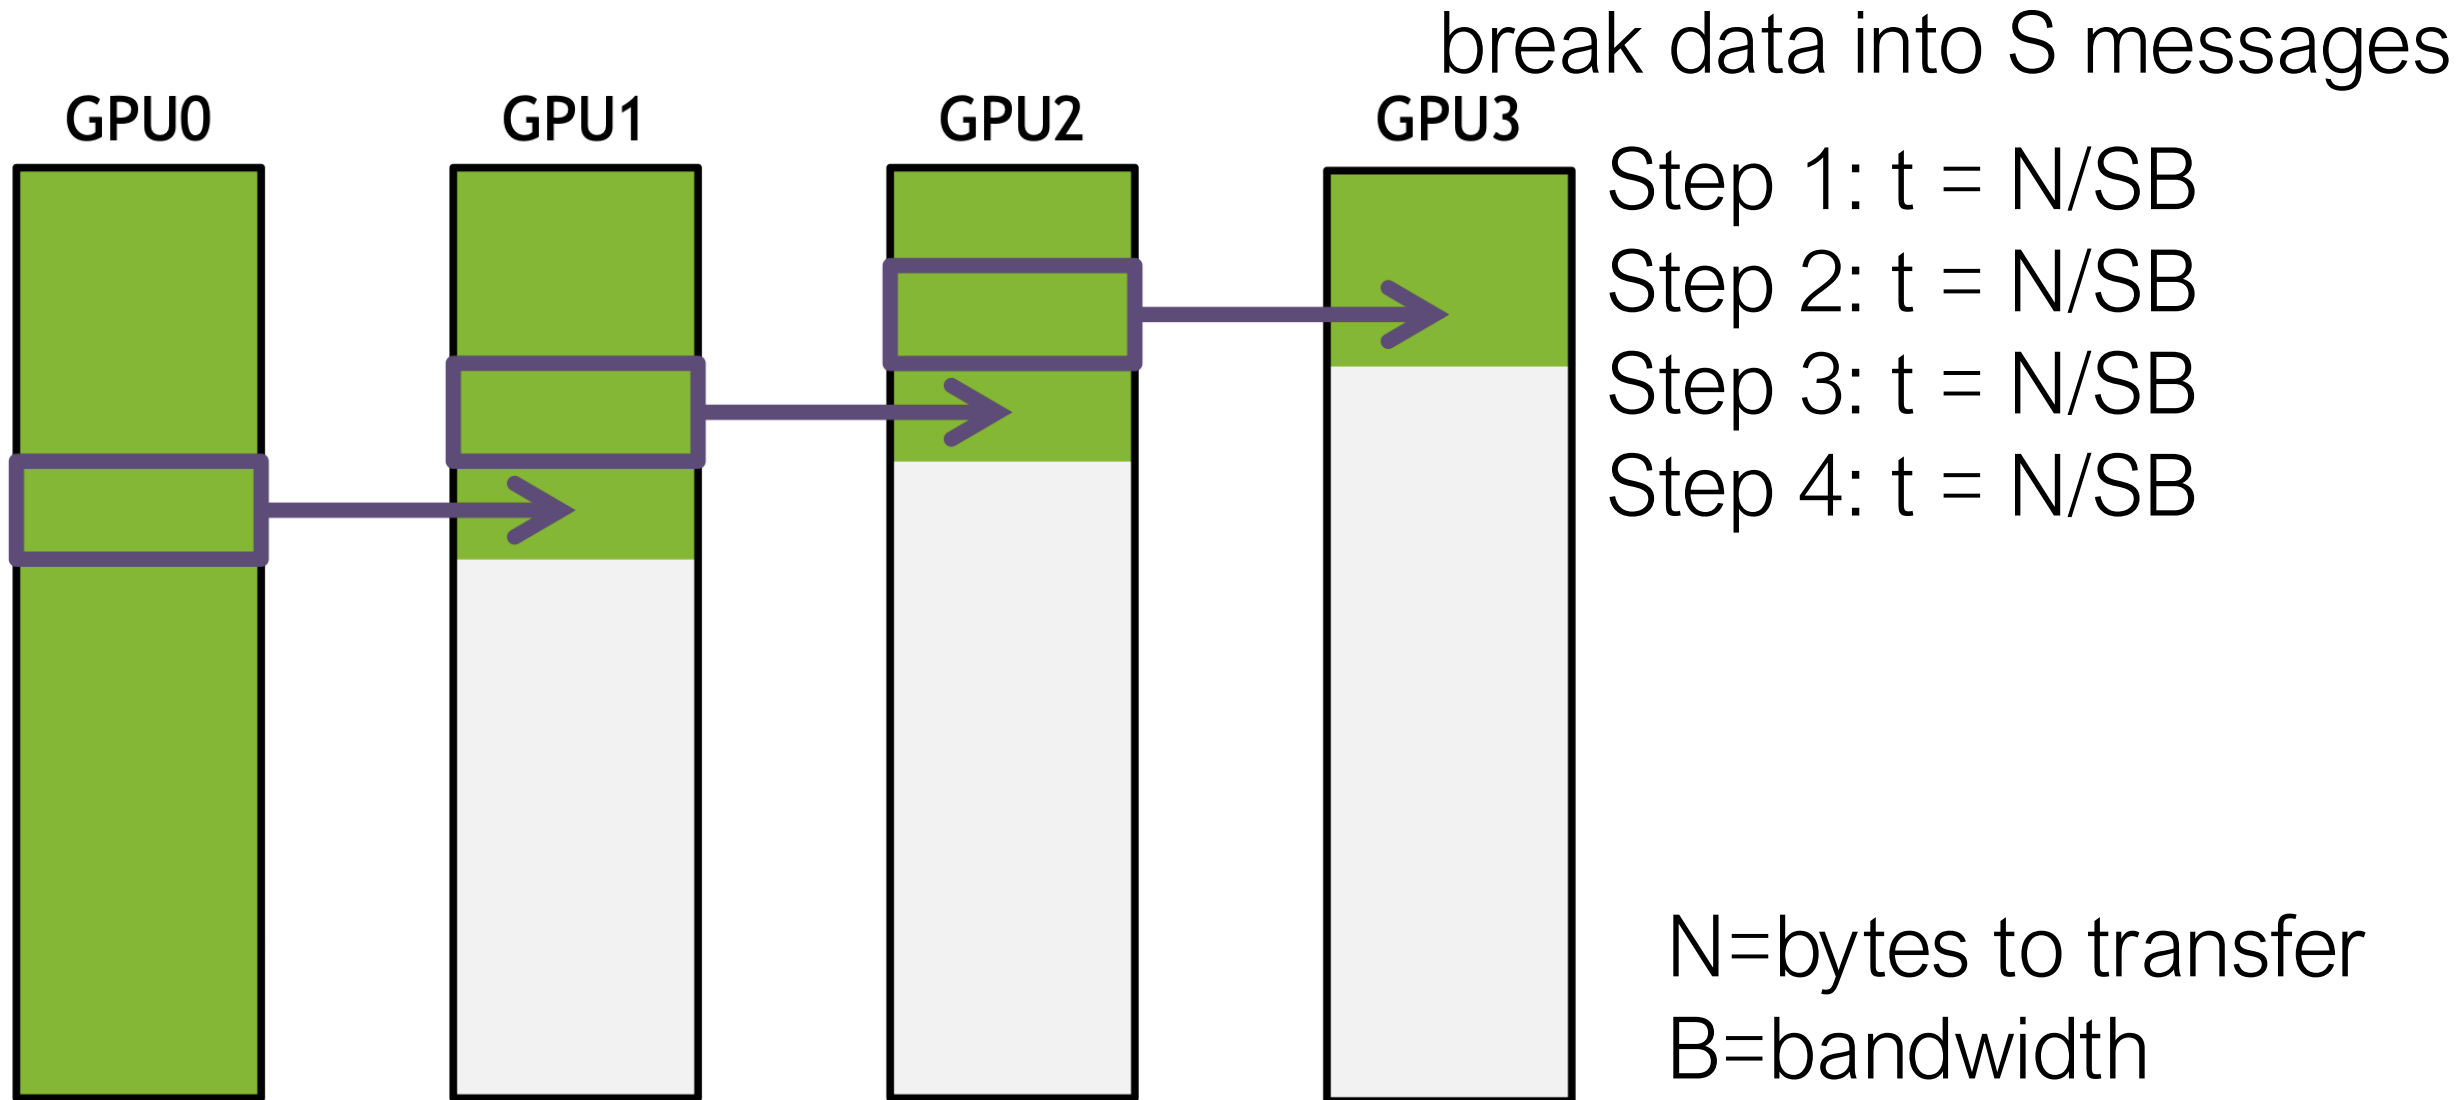 break data into S messages
GPU0
GPU1
GPU2
GPU3
Step 1: t = N/SB
Step 2: t = N/SB
Step 3: t = N/SB
Step 4: t = N/SB
N=bytes to transfer
B=bandwidth